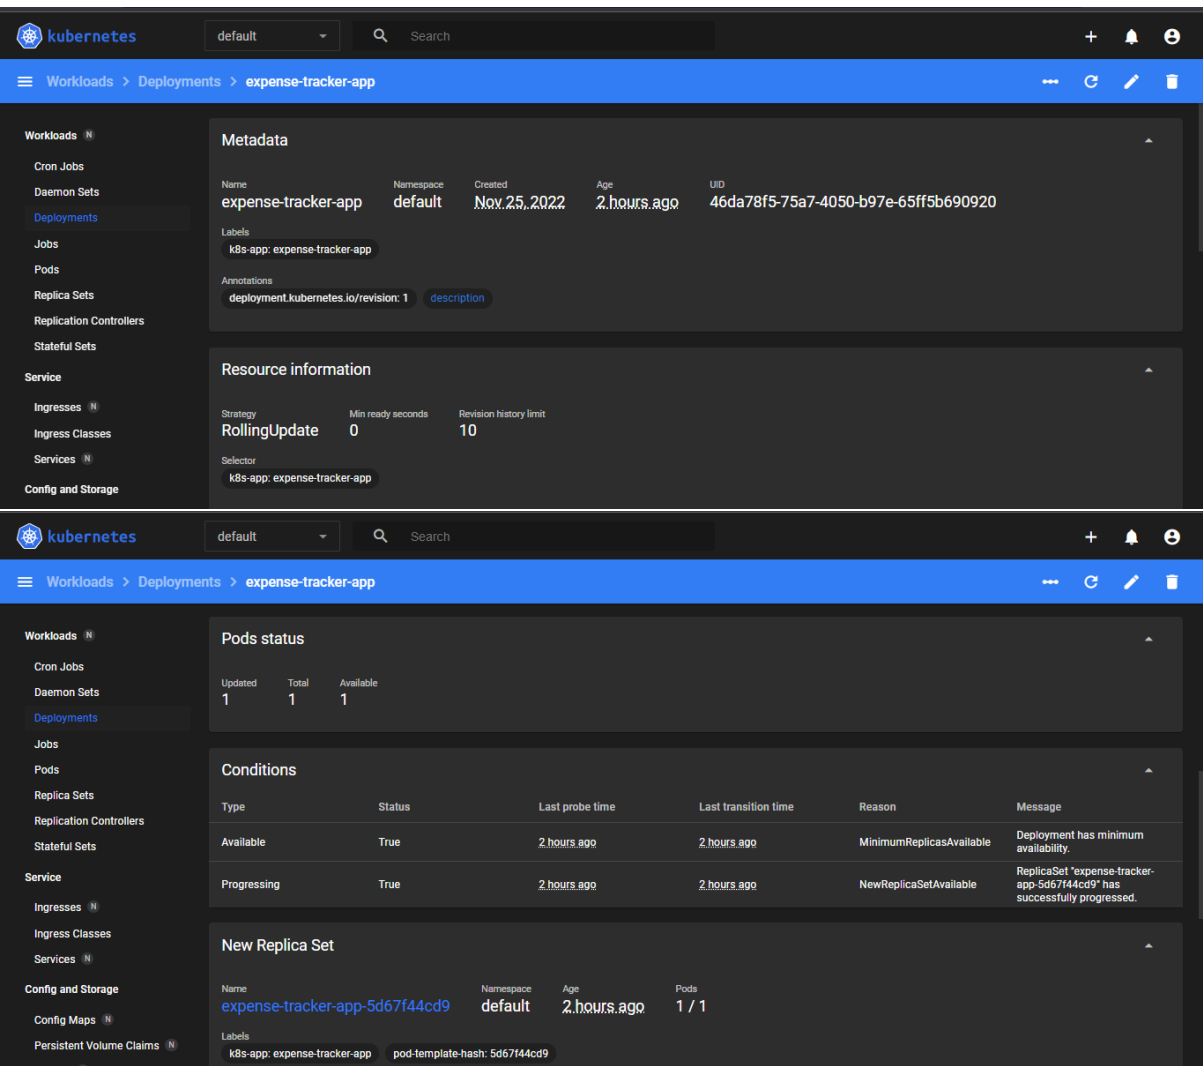 kubernetes default Search
Workloads > Deployments > expense-tracker-app
Workloads N
Cron Jobs
Daemon Sets
Deployments
Jobs
Pods
Replica Sets
Replication Controllers
Stateful Sets
Service
Ingresses N
Ingress Classes
Services N
Config and Storage
Metadata
Name Namespace Created Age UID
expense-tracker-app default Nov 25, 2022 2 hours ago 46da78f5-75a7-4050-b97e-65ff5b690920
Labels
k8s-app: expense-tracker-app
Annotations
deployment.kubernetes.io/revision: 1 description
Resource information
Strategy Min ready seconds Revision history limit
RollingUpdate 0 10
Selector
k8s-app: expense-tracker-app
kubernetes default Search
Workloads > Deployments > expense-tracker-app
Workloads N
Cron Jobs
Daemon Sets
Deployments
Jobs
Pods
Replica Sets
Replication Controllers
Stateful Sets
Service
Ingresses N
Ingress Classes
Services N
Config and Storage
Config Maps N
Persistent Volume Claims N
Pods status
Updated Total Available
1 1 1
Conditions
Type Status Last probe time Last transition time Reason Message
Available True 2 hours ago 2 hours ago MinimumReplicasAvailable Deployment has minimum
availability.
Progressing True 2 hours ago 2 hours ago NewReplicaSetAvailable ReplicaSet "expense-tracker-
app-5d67f44cd9" has
successfully progressed.
New Replica Set
Name Namespace Age Pods
expense-tracker-app-5d67f44cd9 default 2 hours ago 1 / 1
Labels
k8s-app: expense-tracker-app pod-template-hash: 5d67f44cd9